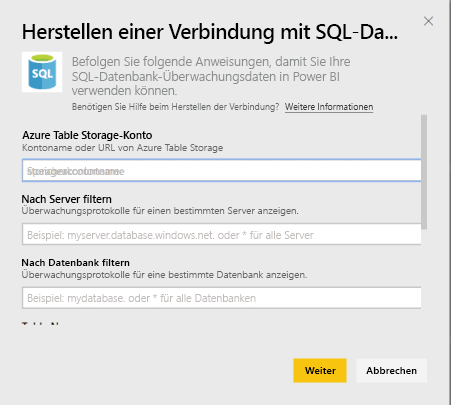 Herstellen einer Verbindung mit SQL-Da...
SQL
Befolgen Sie folgende Anweisungen, damit Sie Ihre
SQL-Datenbank-Überwachungsdaten in Power BI
verwenden können.
Benötigen Sie Hilfe beim Herstellen der Verbindung? Weitere Informationen
Azure Table Storage-Konto
Kontoname oder URL von Azure Table Storage
Nach Server filtern
Überwachungsprotokolle für einen bestimmten Server anzeigen.
Beispiel: myserver.database.windows.net. oder * für alle Server
Nach Datenbank filtern
Überwachungsprotokolle für eine bestimmte Datenbank anzeigen.
Beispiel: mydatabase. oder * für alle Datenbanken
Weiter Abbrechen